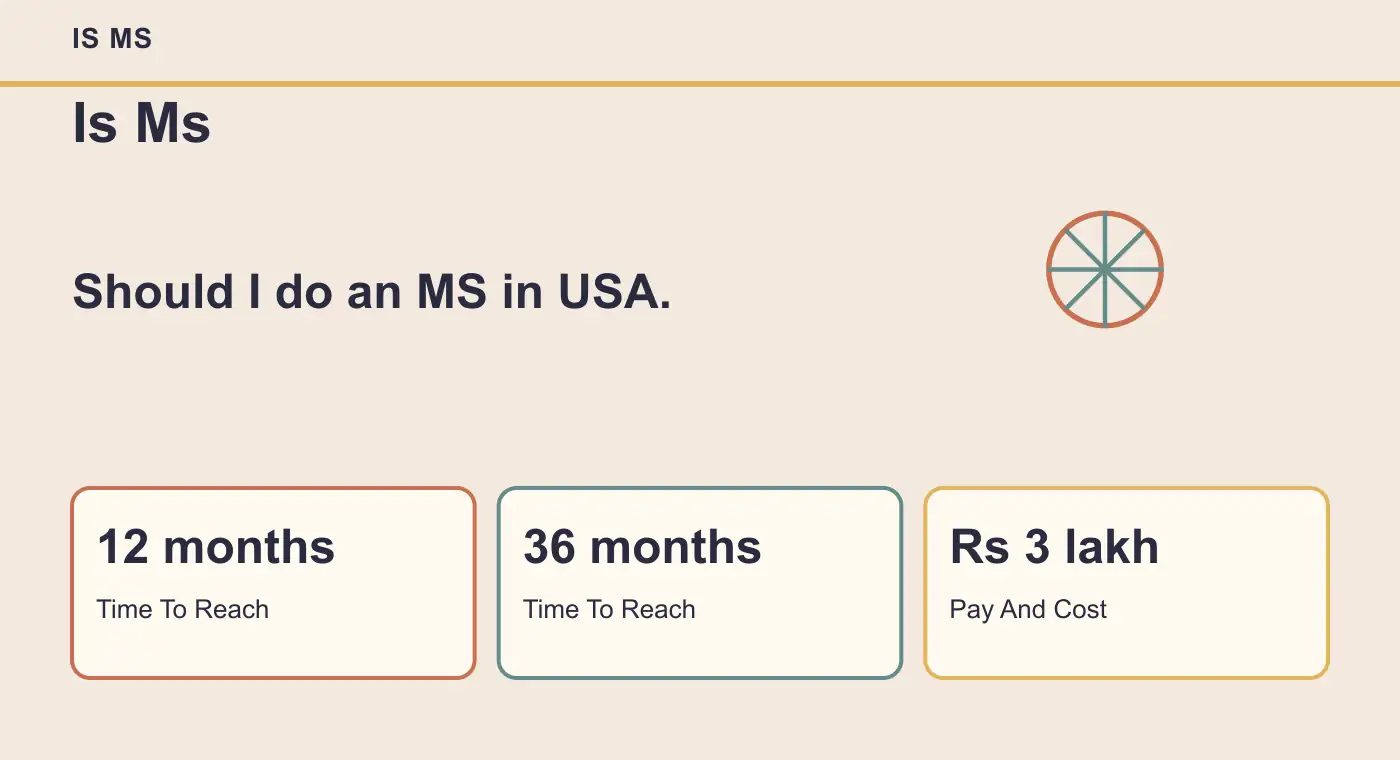 IS MS
Is Ms
Should I do an MS in USA.
12 months
Time To Reach
36 months
Time To Reach
Rs 3 lakh
Pay And Cost